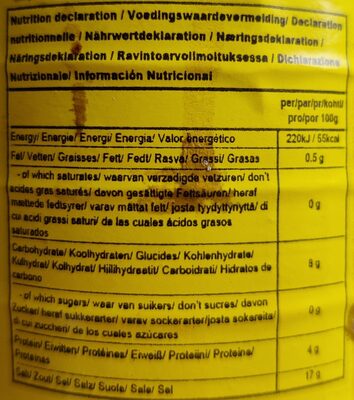 Nutrition declaration / Voedingswaardevermelding/ Declaration
nutritionnelle / Nährwertdeklaration / Næringsdeklaration /
Näringsdeklaration / Ravintoarvoilmoituksessa / Dichiarazione
Nutrizionale/ Información Nutricional
per/par/pr/kohti/
pro/por 100g
Energy/ Energie/ Energi/ Energia/ Valor energético
220kJ / 55kcal
Fat/ Vetten/ Graisses/ Fett/ Fedt/ Rasva/ Grassi/ Grasas
0.5 g
- of which saturates/ waarvan verzadigde vetzuren/ don't
acides gras saturés/ davon gesättigte Fettsäuren/ heraf
mættede fedtsyrer/ varav mättat fett/ josta tyydyttynyttä/ di
cui acidi grassi saturi/ de las cuales ácidos grasos
saturados
0 g
Carbohydrate/ Koolhydraten/ Glucides/ Kohlenhydrate/
Kulhydrat/ Kolhydrat/ Hiilihydraatit/ Carboidrati/ Hidratos de
carbono
8 g
- of which sugars/ waar van suikers/ don't sucres/ davon
Zucker/ heraf sukkerarter/ varav sockerarter/josta sokereita/
di cui zuccheri/ de los cuales azúcares
0 g
Protein/ Eiwitten/ Protéines/ Eiweiß/ Proteiini/ Proteine/
Proteínas
4 g
Salt/ Zout/ Sel/ Salz/ Suola/ Sale/ Sal
17 g